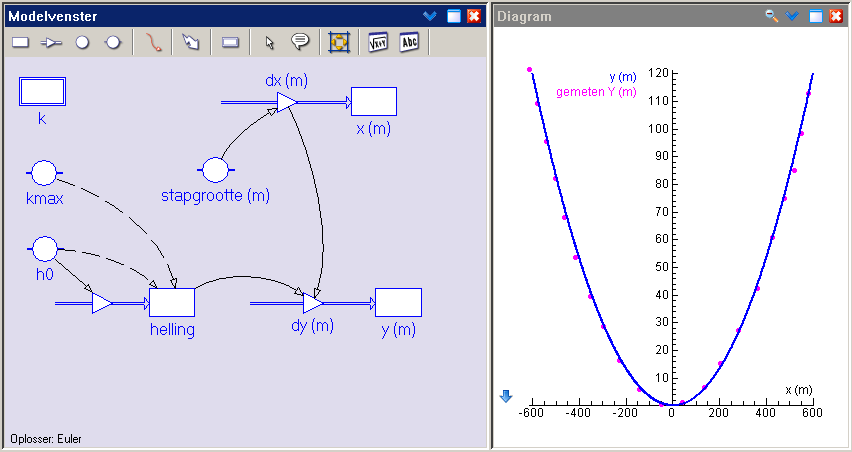 Modelvenster
√x+y
Abc
k
dx (m)
x (m)
stapgrootte (m)
kmax
h0
helling
dy (m)
y (m)
Oplosser: Euler
Diagram
y (m)
gemeten Y (m)
120
110
100
90
80
70
60
50
40
30
20
10
x (m)
-600 -400 -200 0 200 400 600